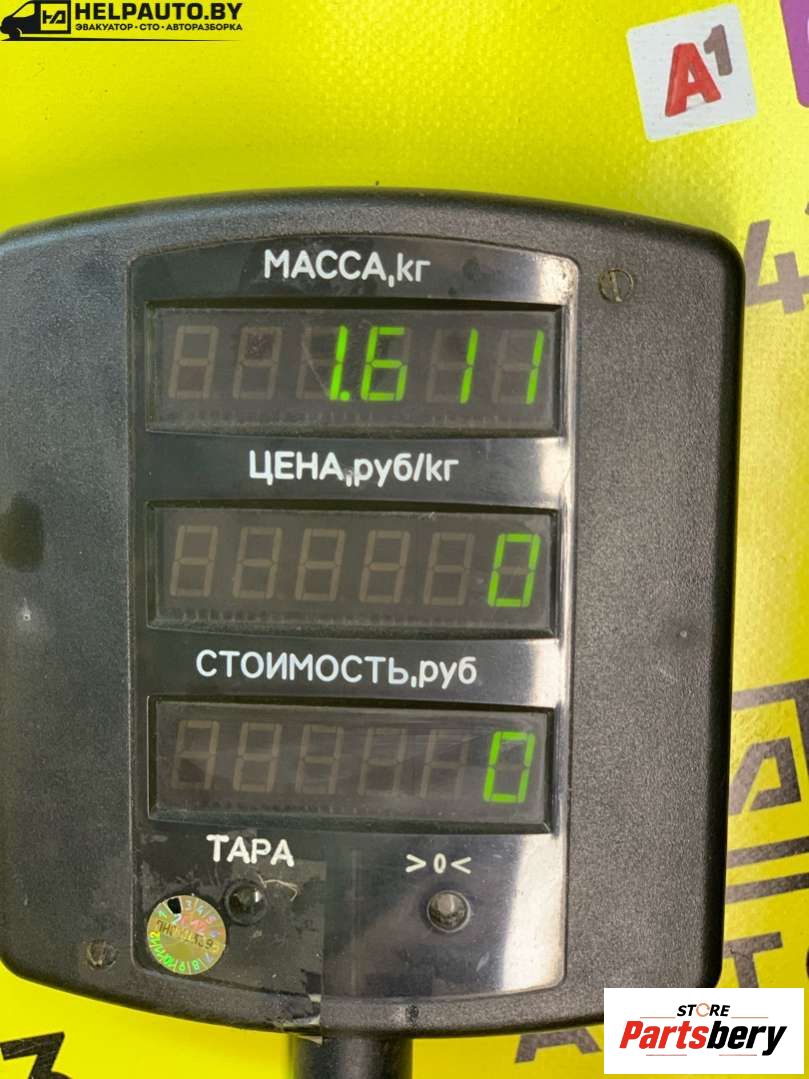 HELPAUTO.BY
ЭВАКУАТОР•СТО•АВТОРАЗБОРКА
A1
МАССА,кг
1.611
ЦЕНА,руб/кг
0
СТОИМОСТЬ,руб
0
ТАРА
>0<
STORE
Partsbery